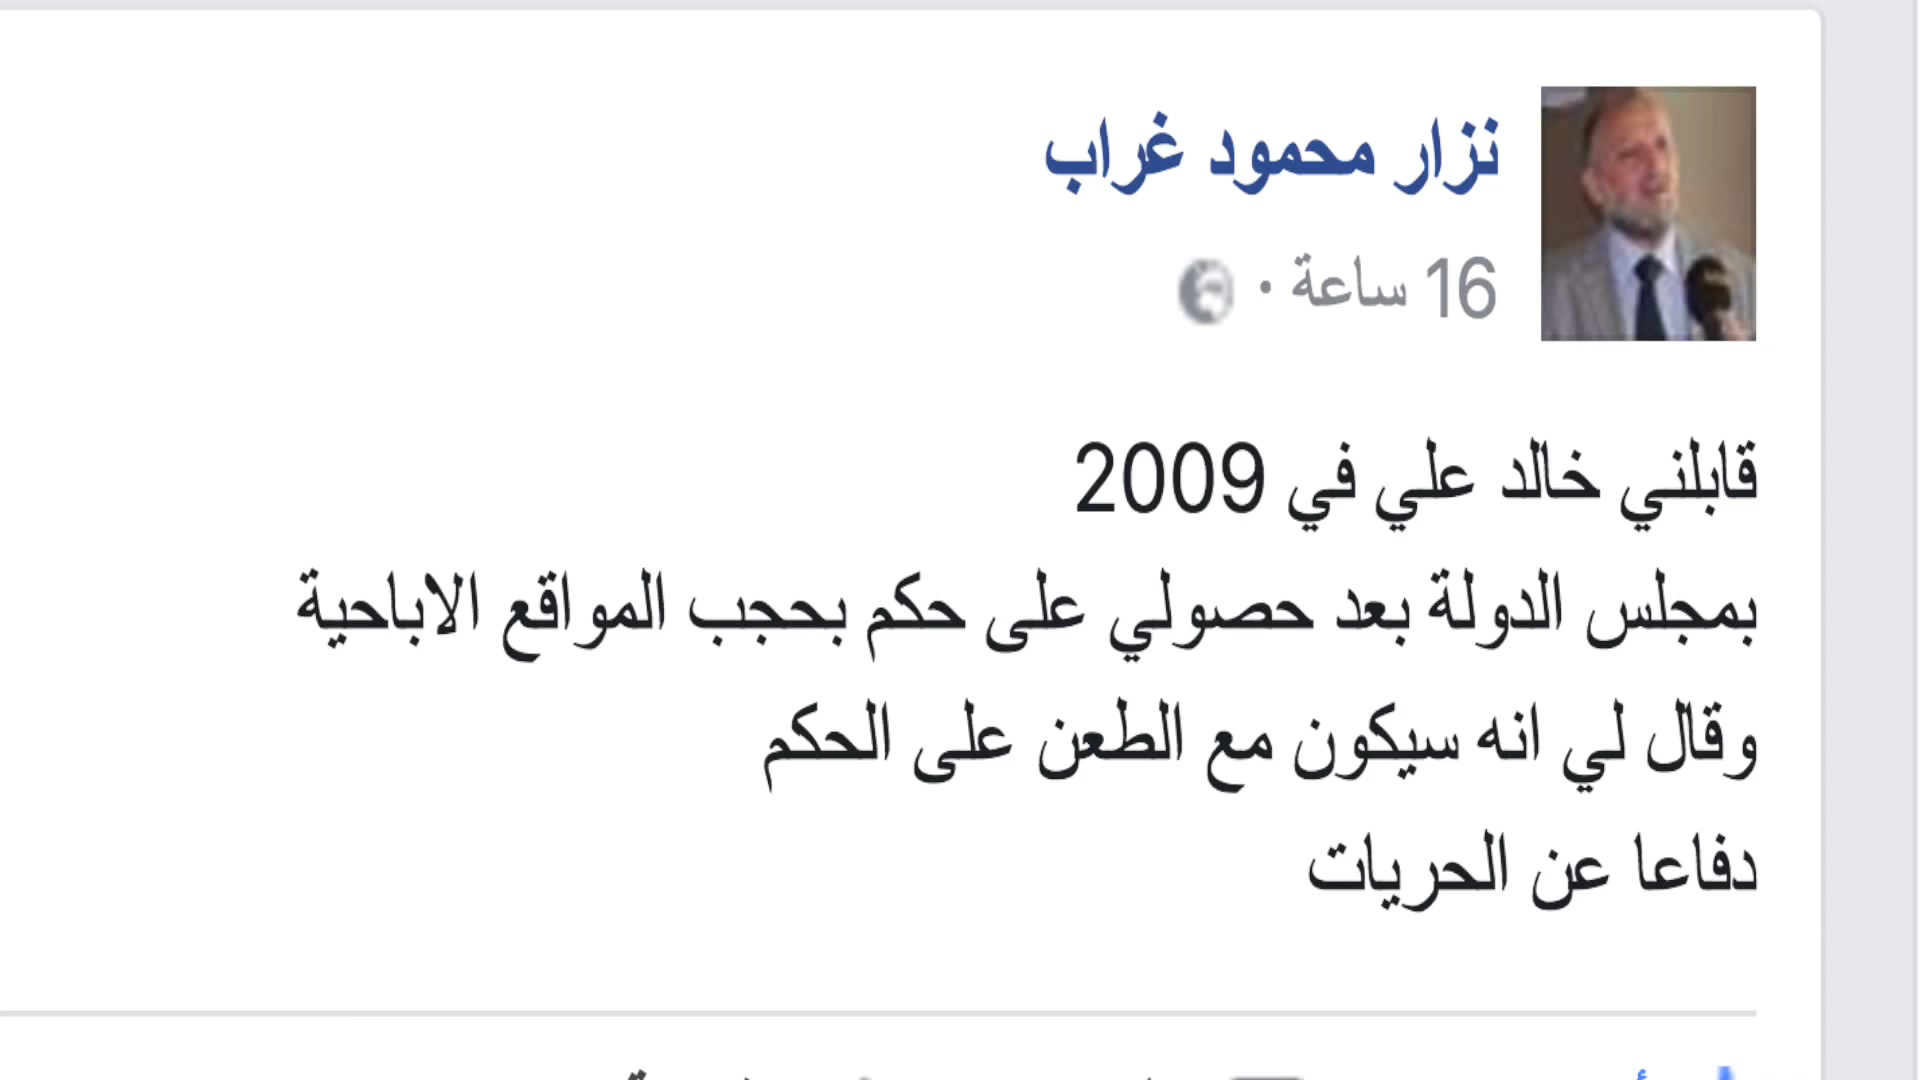 نزار محمود غراب
16 ساعة ·
قابلني خالد علي في 2009
بمجلس الدولة بعد حصولي على حكم بحجب المواقع الاباحية
وقال لي انه سيكون مع الطعن على الحكم
دفاعا عن الحريات